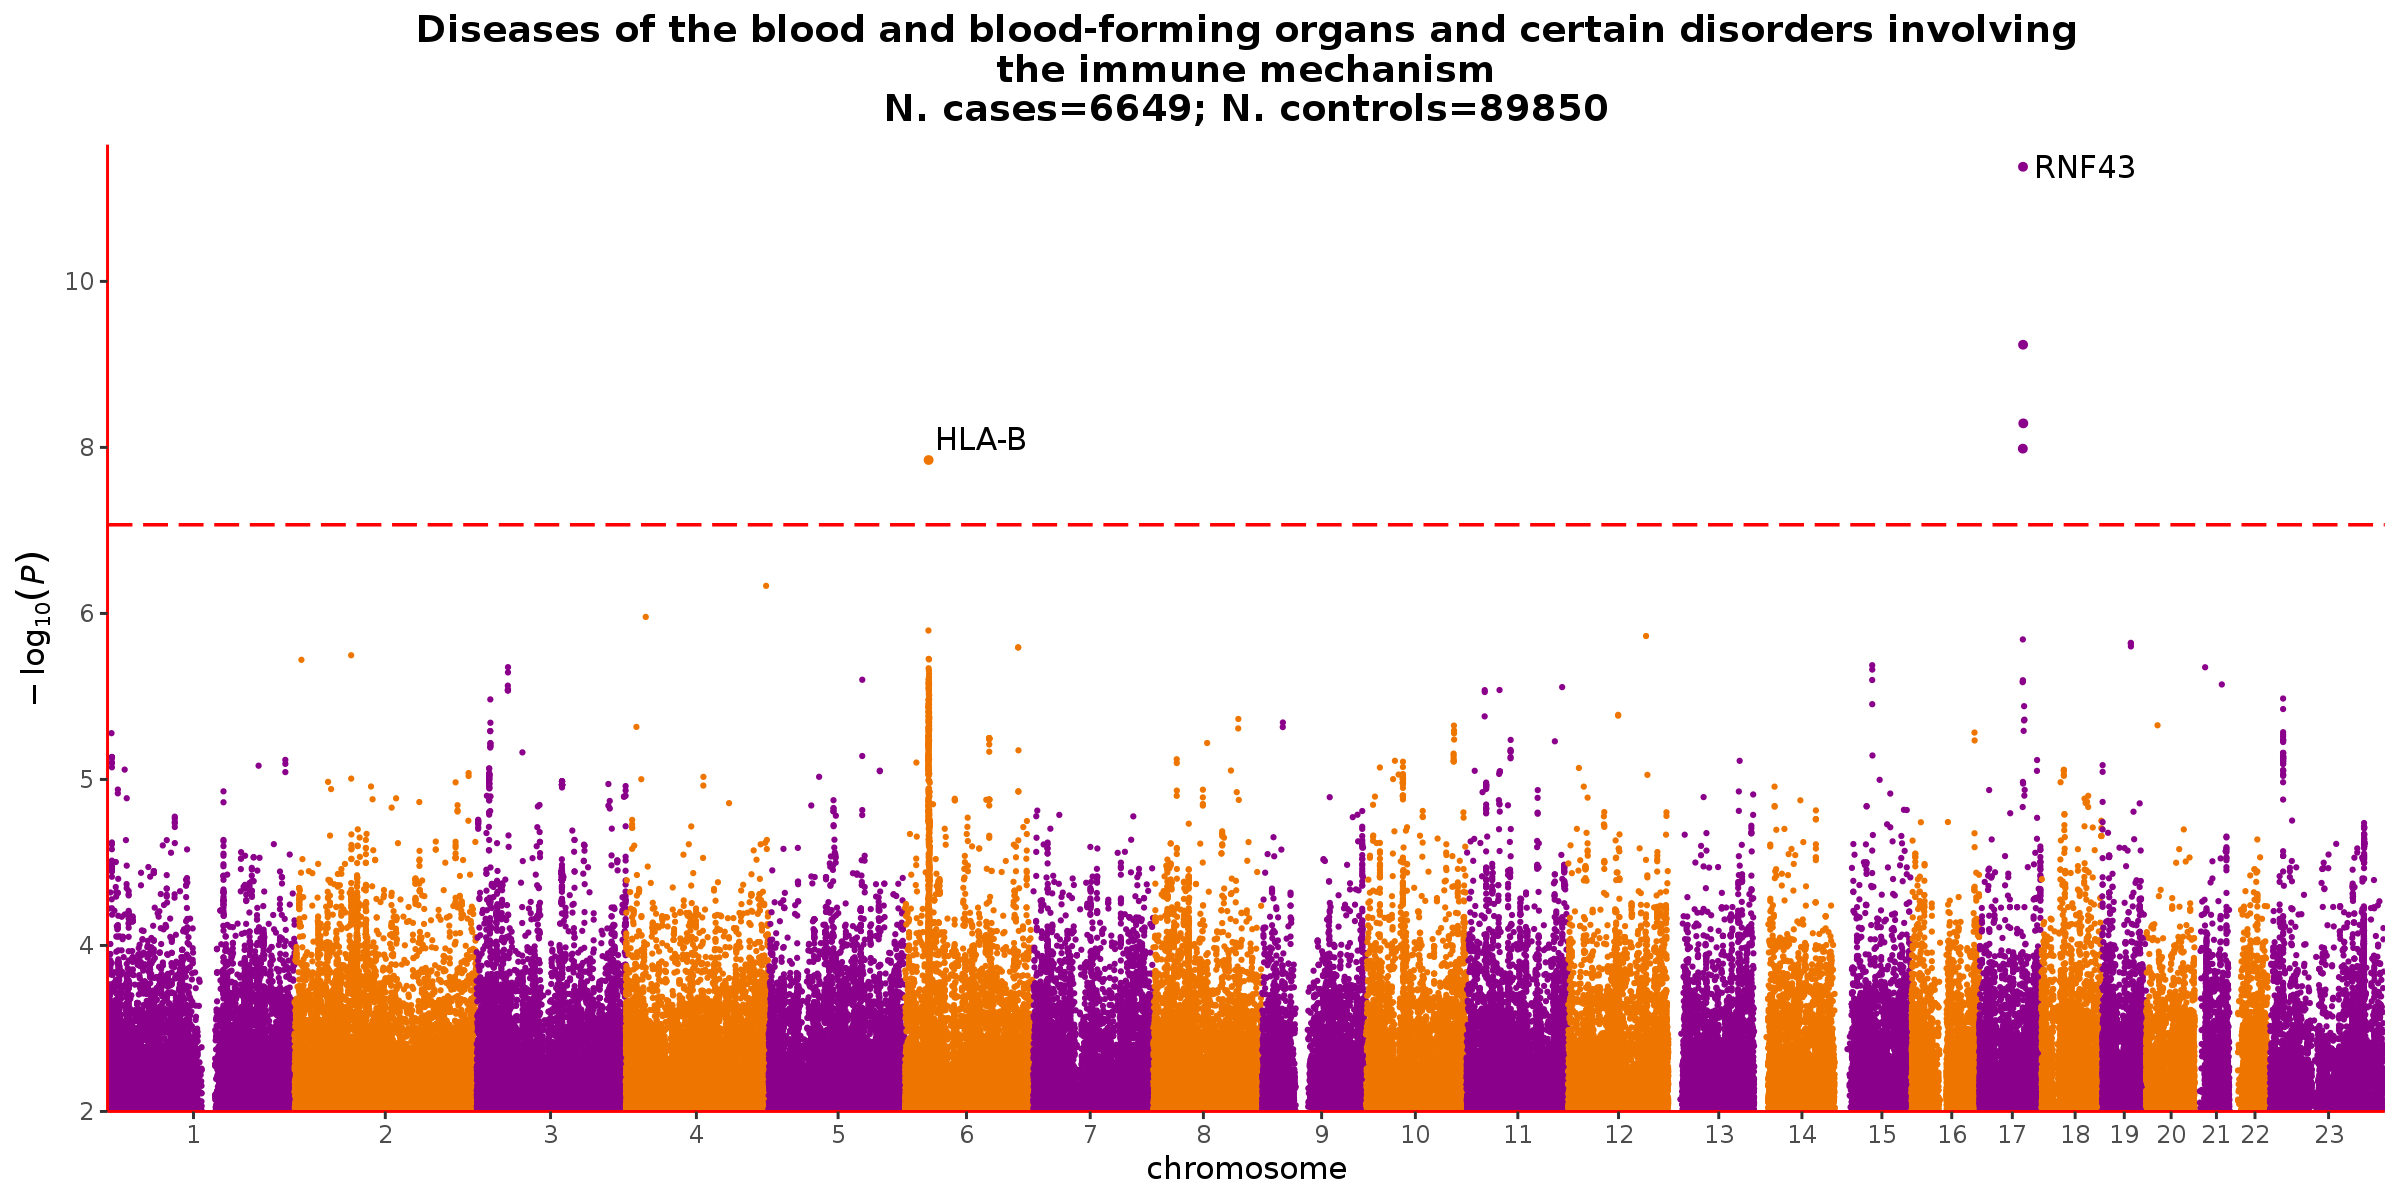 Diseases of the blood and blood-forming organs and certain disorders involving
the immune mechanism
N. cases=6649; N. controls=89850
RNF43
HLA-B
10
8
6
5
4
2
− log₁₀(P)
1 2 3 4 5 6 7 8 9 10 11 12 13 14 15 16 17 18 19 20 21 22 23
chromosome